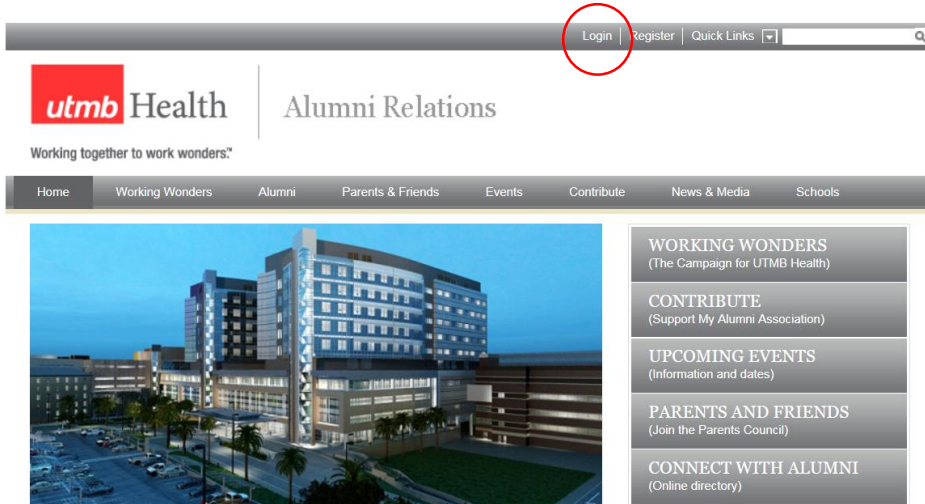 Login Register Quick Links
utmb Health Alumni Relations
Working together to work wonders.™
Home Working Wonders Alumni Parents & Friends Events Contribute News & Media Schools
WORKING WONDERS
(The Campaign for UTMB Health)
CONTRIBUTE
(Support My Alumni Association)
UPCOMING EVENTS
(Information and dates)
PARENTS AND FRIENDS
(Join the Parents Council)
CONNECT WITH ALUMNI
(Online directory)